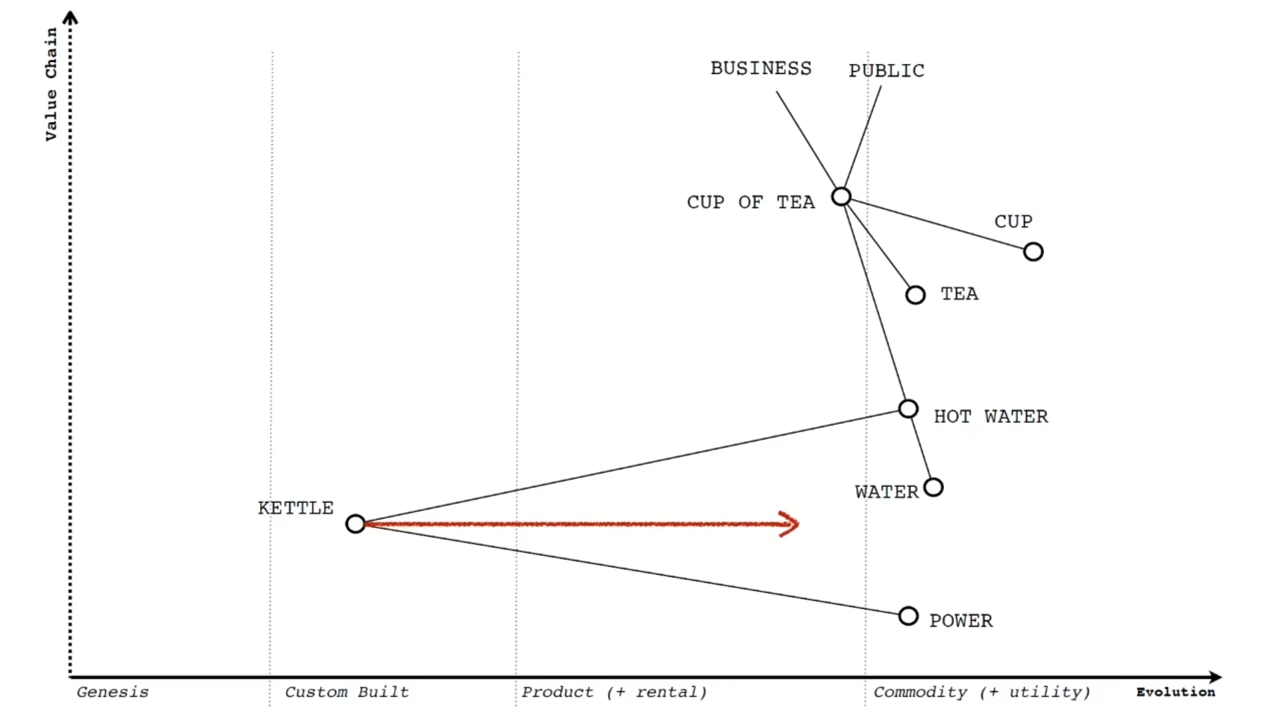 Value Chain
BUSINESS
PUBLIC
CUP OF TEA
CUP
TEA
HOT WATER
WATER
KETTLE
POWER
Genesis
Custom Built
Product (+ rental)
Commodity (+ utility)
Evolution